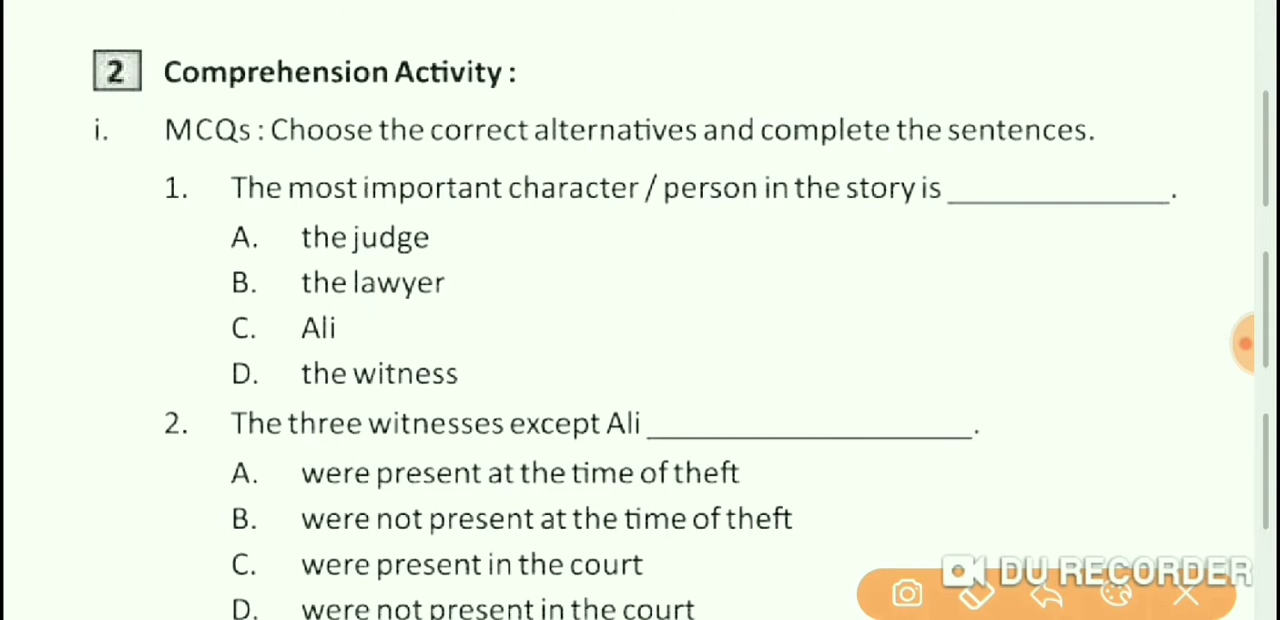 2 Comprehension Activity :
i. MCQs : Choose the correct alternatives and complete the sentences.
1. The most important character / person in the story is ______________.
A. the judge
B. the lawyer
C. Ali
D. the witness
2. The three witnesses except Ali ____________________.
A. were present at the time of theft
B. were not present at the time of theft
C. were present in the court
D. were not present in the court
DU RECORDER